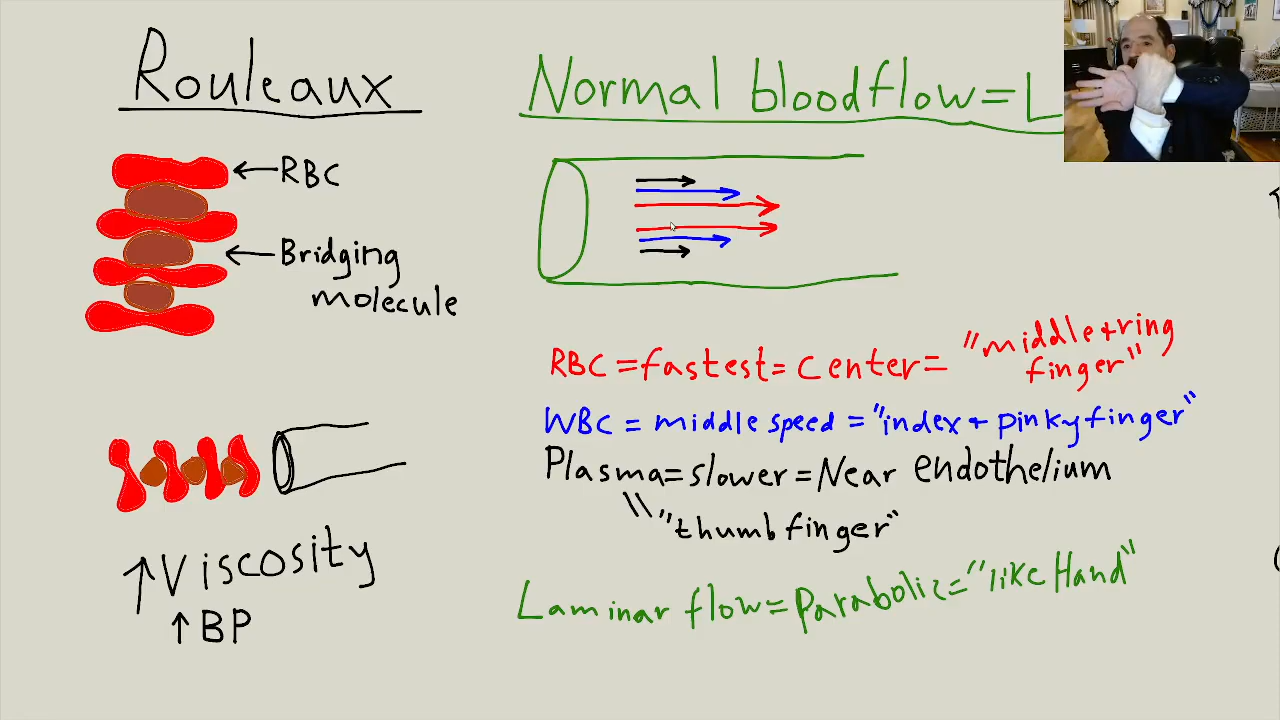 Rouleaux
←RBC
←Bridging
molecule
↑Viscosity
↑BP
Normal bloodflow=L
RBC=fastest=center="middle+ring
finger"
WBC = middle speed="index + pinky finger"
Plasma=slower=Near endothelium
\\"thumb finger"
Laminar flow=Parabolic="like Hand"